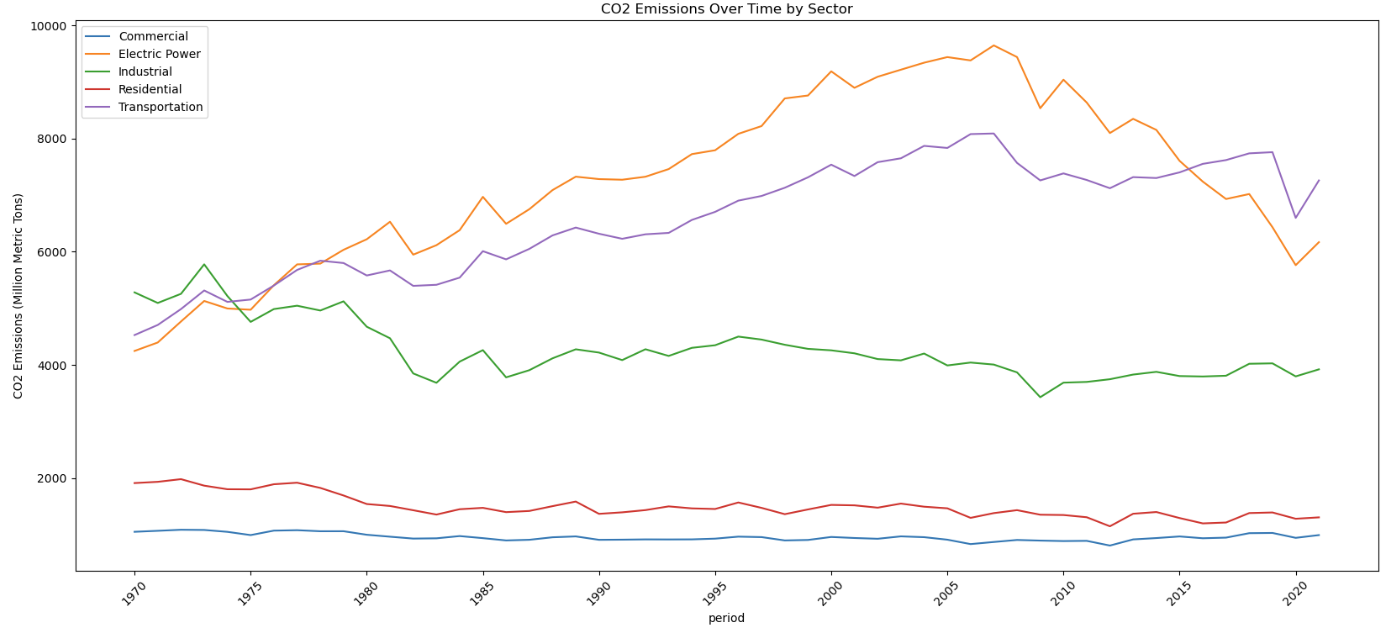 CO2 Emissions Over Time by Sector
10000
8000
6000
4000
2000
CO2 Emissions (Million Metric Tons)
Commercial
Electric Power
Industrial
Residential
Transportation
1970
1975
1980
1985
1990
1995
2000
2005
2010
2015
2020
period